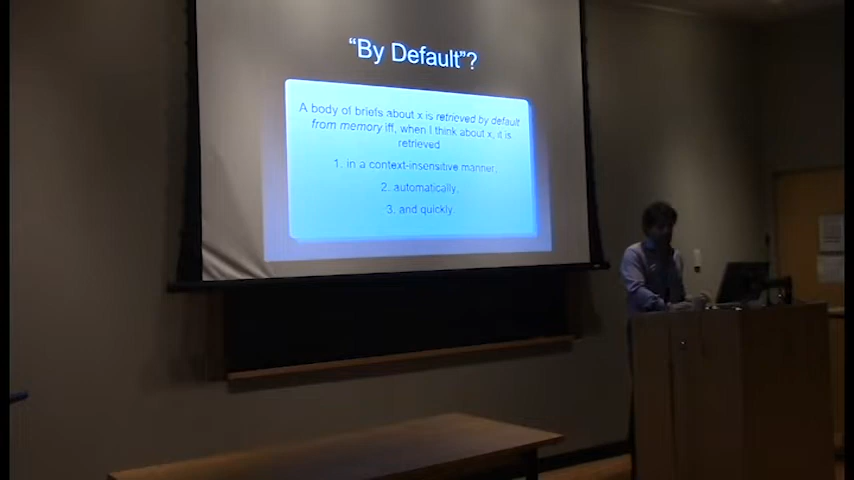 “By Default”?
A body of briefs about x is retrieved by default
from memory iff, when I think about x, it is
retrieved
1. in a context-insensitive manner,
2. automatically,
3. and quickly.